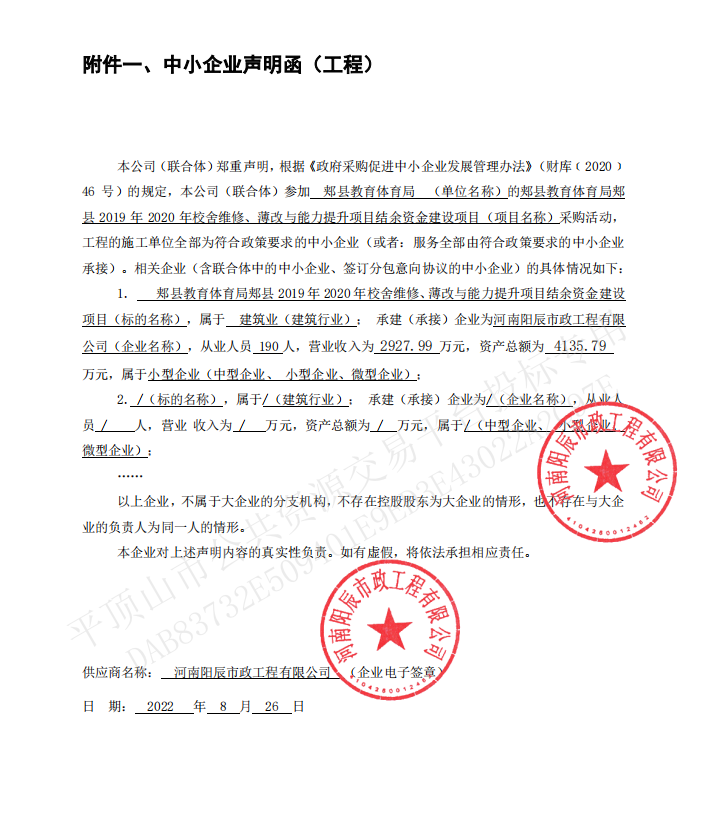 附件一、中小企业声明函（工程）
本公司（联合体）郑重声明，根据《政府采购促进中小企业发展管理办法》（财库﹝2020﹞
46 号）的规定，本公司（联合体）参加 郏县教育体育局 （单位名称）的郏县教育体育局郏
县 2019 年 2020 年校舍维修、薄改与能力提升项目结余资金建设项目（项目名称）采购活动，
工程的施工单位全部为符合政策要求的中小企业（或者：服务全部由符合政策要求的中小企业
承接）。相关企业（含联合体中的中小企业、签订分包意向协议的中小企业）的具体情况如下：
1. 郏县教育体育局郏县 2019 年 2020 年校舍维修、薄改与能力提升项目结余资金建设
项目（标的名称），属于 建筑业（建筑行业）； 承建（承接）企业为河南阳辰市政工程有限
公司（企业名称），从业人员 190 人，营业收入为 2927.99 万元，资产总额为 4135.79
万元，属于小型企业（中型企业、 小型企业、微型企业）；
2. /（标的名称），属于/（建筑行业）； 承建（承接）企业为/（企业名称），从业人
员 / 人，营业 收入为 / 万元，资产总额为 / 万元，属于/（中型企业、 小型企业、
微型企业）；
……
以上企业，不属于大企业的分支机构，不存在控股股东为大企业的情形，也不存在与大企
业的负责人为同一人的情形。
本企业对上述声明内容的真实性负责。如有虚假，将依法承担相应责任。
供应商名称： 河南阳辰市政工程有限公司 （企业电子签章）
日 期： 2022 年 8 月 26 日
河南阳辰市政工程有限公司
4104280012462
河南阳辰市政工程有限公司
平顶山市公共资源交易平台投标专用